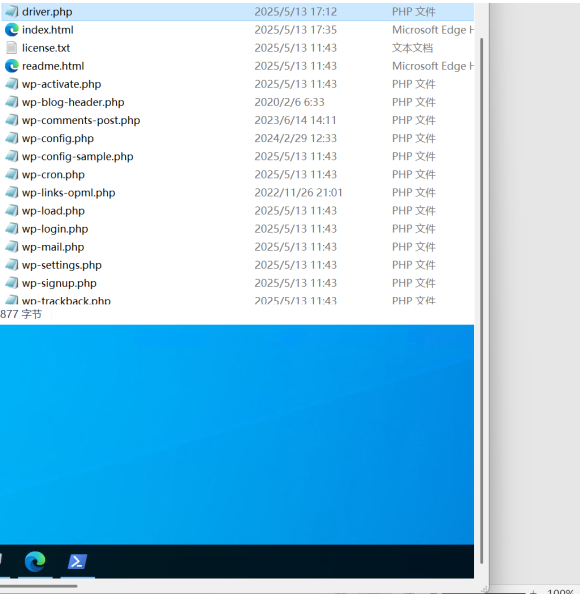 driver.php 2025/5/13 17:12 PHP 文件
index.html 2025/5/13 17:35 Microsoft Edge H
license.txt 2025/5/13 11:43 文本文档
readme.html 2025/5/13 11:43 Microsoft Edge H
wp-activate.php 2025/5/13 11:43 PHP 文件
wp-blog-header.php 2020/2/6 6:33 PHP 文件
wp-comments-post.php 2023/6/14 14:11 PHP 文件
wp-config.php 2024/2/29 12:33 PHP 文件
wp-config-sample.php 2025/5/13 11:43 PHP 文件
wp-cron.php 2025/5/13 11:43 PHP 文件
wp-links-opml.php 2022/11/26 21:01 PHP 文件
wp-load.php 2025/5/13 11:43 PHP 文件
wp-login.php 2025/5/13 11:43 PHP 文件
wp-mail.php 2025/5/13 11:43 PHP 文件
wp-settings.php 2025/5/13 11:43 PHP 文件
wp-signup.php 2025/5/13 11:43 PHP 文件
wp-trackback.php 2025/5/13 11:43 PHP 文件
877 字节
100%